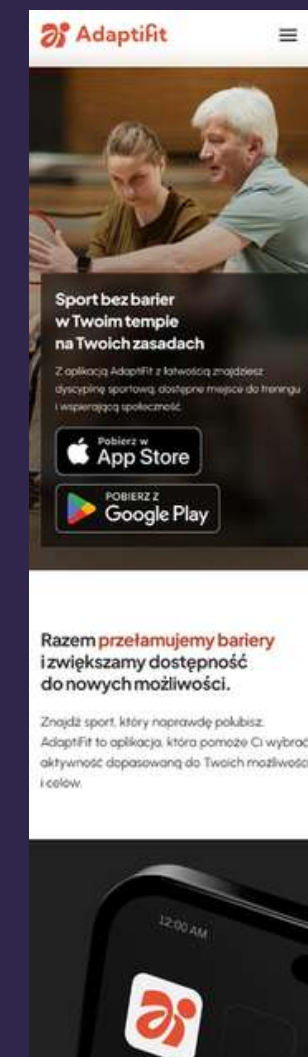 Adaptifit
Sport bez barier
w Twoim tempie
na Twoich zasadach
Z aplikacją AdaptiFit z łatwością znajdziesz
dyscyplinę sportową, dostępne miejsce do treningu
i wspierającą społeczność.
Pobierz w
App Store
POBIERZ Z
Google Play
Razem przełamujemy bariery
i zwiększamy dostępność
do nowych możliwości.
Znajdź sport, który naprawdę polubisz.
AdaptiFit to aplikacja, która pomoże Ci wybrać
aktywność dopasowaną do Twoich możliwości
i celów.
12:00 AM